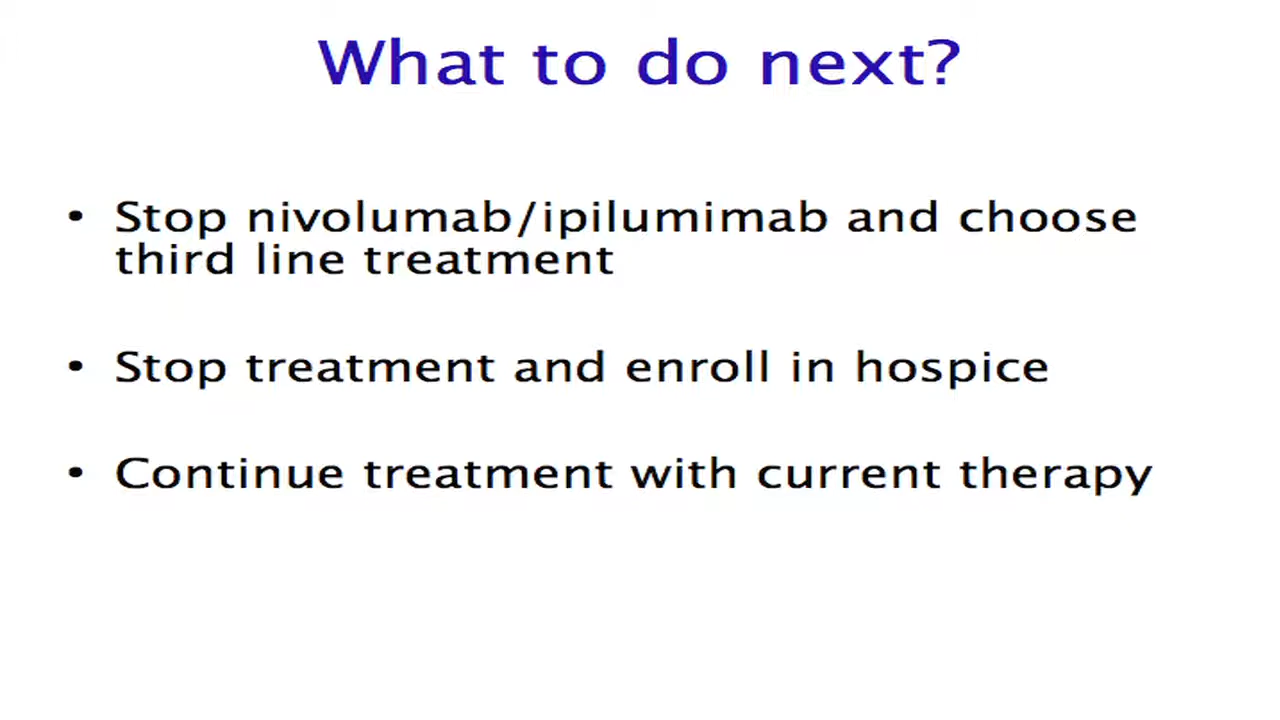 What to do next?
• Stop nivolumab/ipilumimab and choose
third line treatment
• Stop treatment and enroll in hospice
• Continue treatment with current therapy